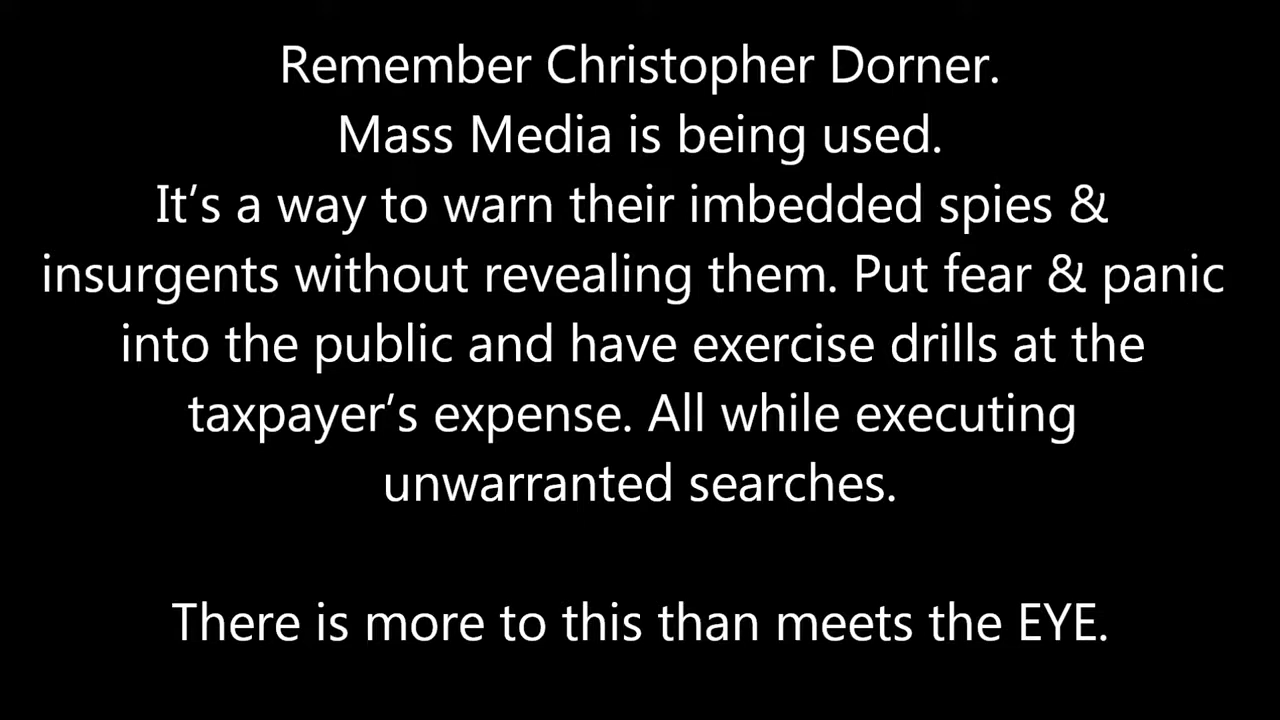 Remember Christopher Dorner.
Mass Media is being used.
It’s a way to warn their imbedded spies &
insurgents without revealing them. Put fear & panic
into the public and have exercise drills at the
taxpayer’s expense. All while executing
unwarranted searches.
There is more to this than meets the EYE.